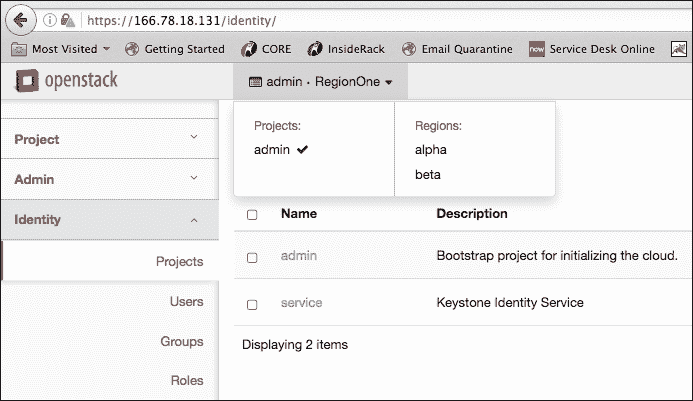 https://166.78.18.131/identity/
Most Visited Getting Started CORE InsideRack Email Quarantine now Service Desk Online
openstack admin · RegionOne
Projects: Regions:
admin alpha
beta
Project
Admin
Identity
Projects
Users
Groups
Roles
Name Description
admin Bootstrap project for initializing the cloud.
service Keystone Identity Service
Displaying 2 items